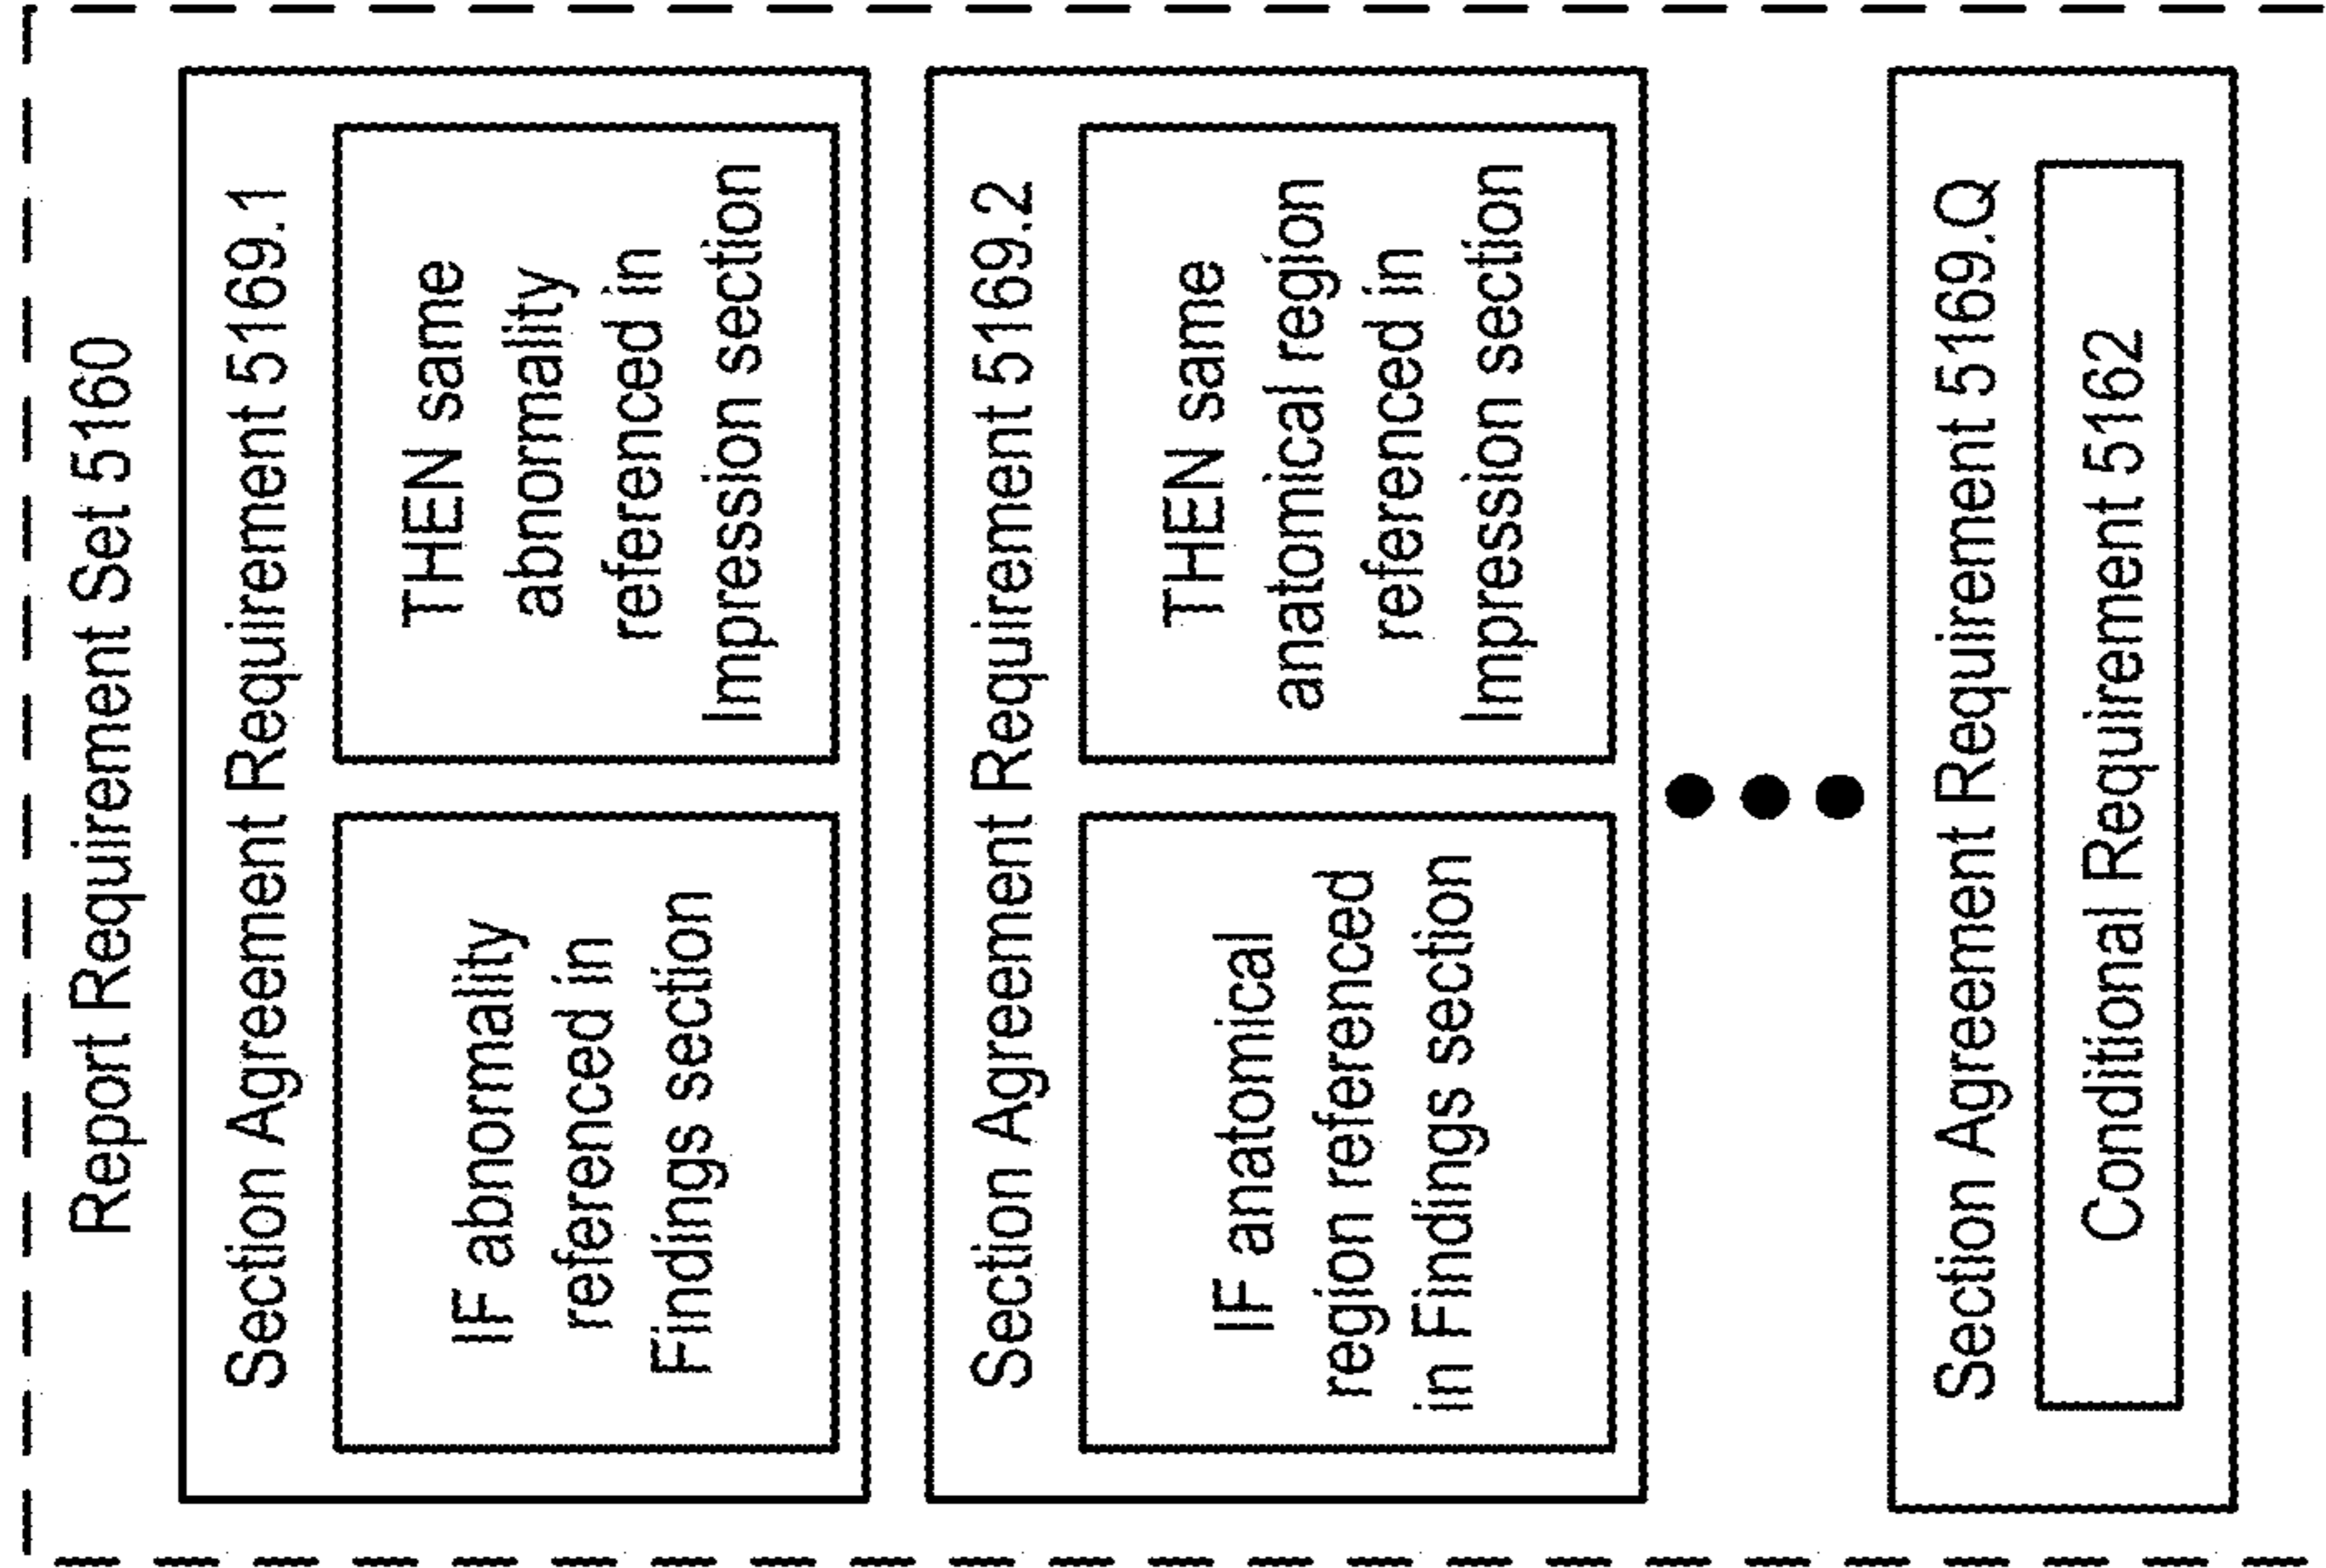 Report Requirement Set 5160
Section Agreement Requirement 5169.1
IF abnormality
referenced in
Findings section
THEN same
abnormality
referenced in
Impression section
Section Agreement Requirement 5169.2
IF anatomical
region referenced
in Findings section
THEN same
anatomical region
referenced in
Impression section
Section Agreement Requirement 5169.Q
Conditional Requirement 5162